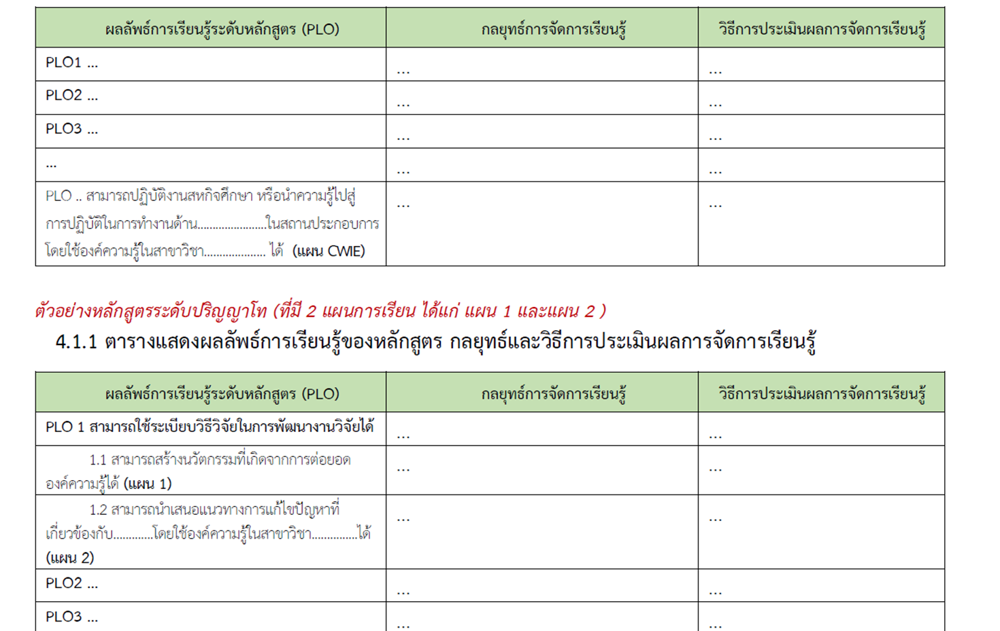 ผลลัพธ์การเรียนรู้ระดับหลักสูตร (PLO) กลยุทธ์การจัดการเรียนรู้ วิธีการประเมินผลการจัดการเรียนรู้
PLO1 ... ... ...
PLO2 ... ... ...
PLO3 ... ... ...
... ... ...
PLO .. สามารถปฏิบัติงานสหกิจศึกษา หรือนำความรู้ไปสู่ ... ...
การปฏิบัติในการทำงานด้าน.......................ในสถานประกอบการ
โดยใช้องค์ความรู้ในสาขาวิชา.................... ได้ (แผน CWIE)
ตัวอย่างหลักสูตรระดับปริญญาโท (ที่มี 2 แผนการเรียน ได้แก่ แผน 1 และแผน 2 )
4.1.1 ตารางแสดงผลลัพธ์การเรียนรู้ของหลักสูตร กลยุทธ์และวิธีการประเมินผลการจัดการเรียนรู้
ผลลัพธ์การเรียนรู้ระดับหลักสูตร (PLO) กลยุทธ์การจัดการเรียนรู้ วิธีการประเมินผลการจัดการเรียนรู้
PLO 1 สามารถใช้ระเบียบวิธีวิจัยในการพัฒนางานวิจัยได้ ... ...
1.1 สามารถสร้างนวัตกรรมที่เกิดจากการต่อยอด ... ...
องค์ความรู้ได้ (แผน 1)
1.2 สามารถนำเสนอแนวทางการแก้ไขปัญหาที่ ... ...
เกี่ยวข้องกับ.............โดยใช้องค์ความรู้ในสาขาวิชา...............ได้
(แผน 2)
PLO2 ... ... ...
PLO3 ... ... ...